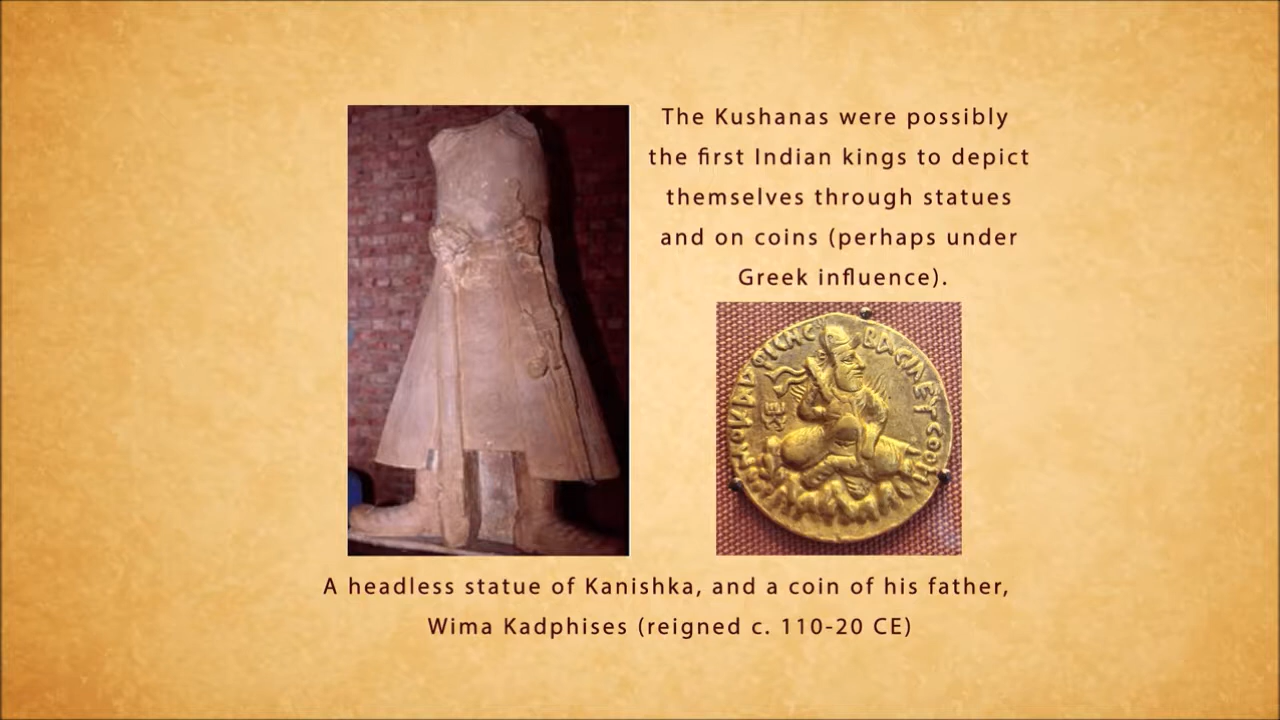 The Kushanas were possibly
the first Indian kings to depict
themselves through statues
and on coins (perhaps under
Greek influence).
A headless statue of Kanishka, and a coin of his father,
Wima Kadphises (reigned c. 110-20 CE)